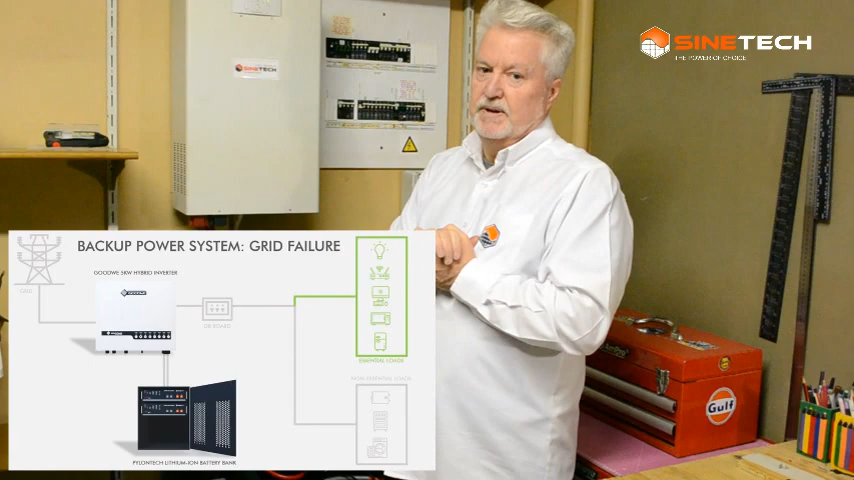 SINETECH
THE POWER OF CHOICE
SINETECH
BACKUP POWER SYSTEM: GRID FAILURE
GRID
GOODWE 5KW HYBRID INVERTER
GOODWE
DB BOARD
ESSENTIAL LOADS
NON-ESSENTIAL LOADS
PYLONTECH LITHIUM-ION BATTERY BANK
Gulf